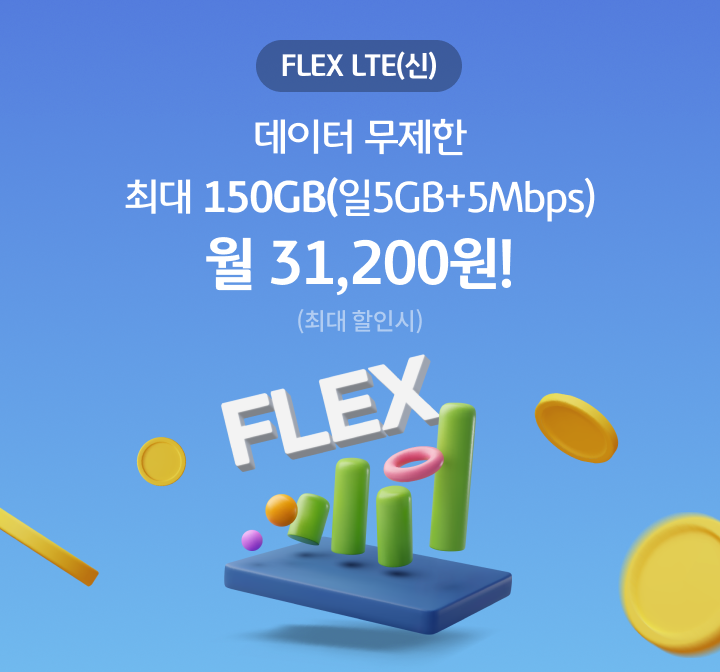 FLEX LTE(신)
데이터 무제한
최대 150GB(일5GB+5Mbps)
월 31,200원!
(최대 할인시)
FLEX